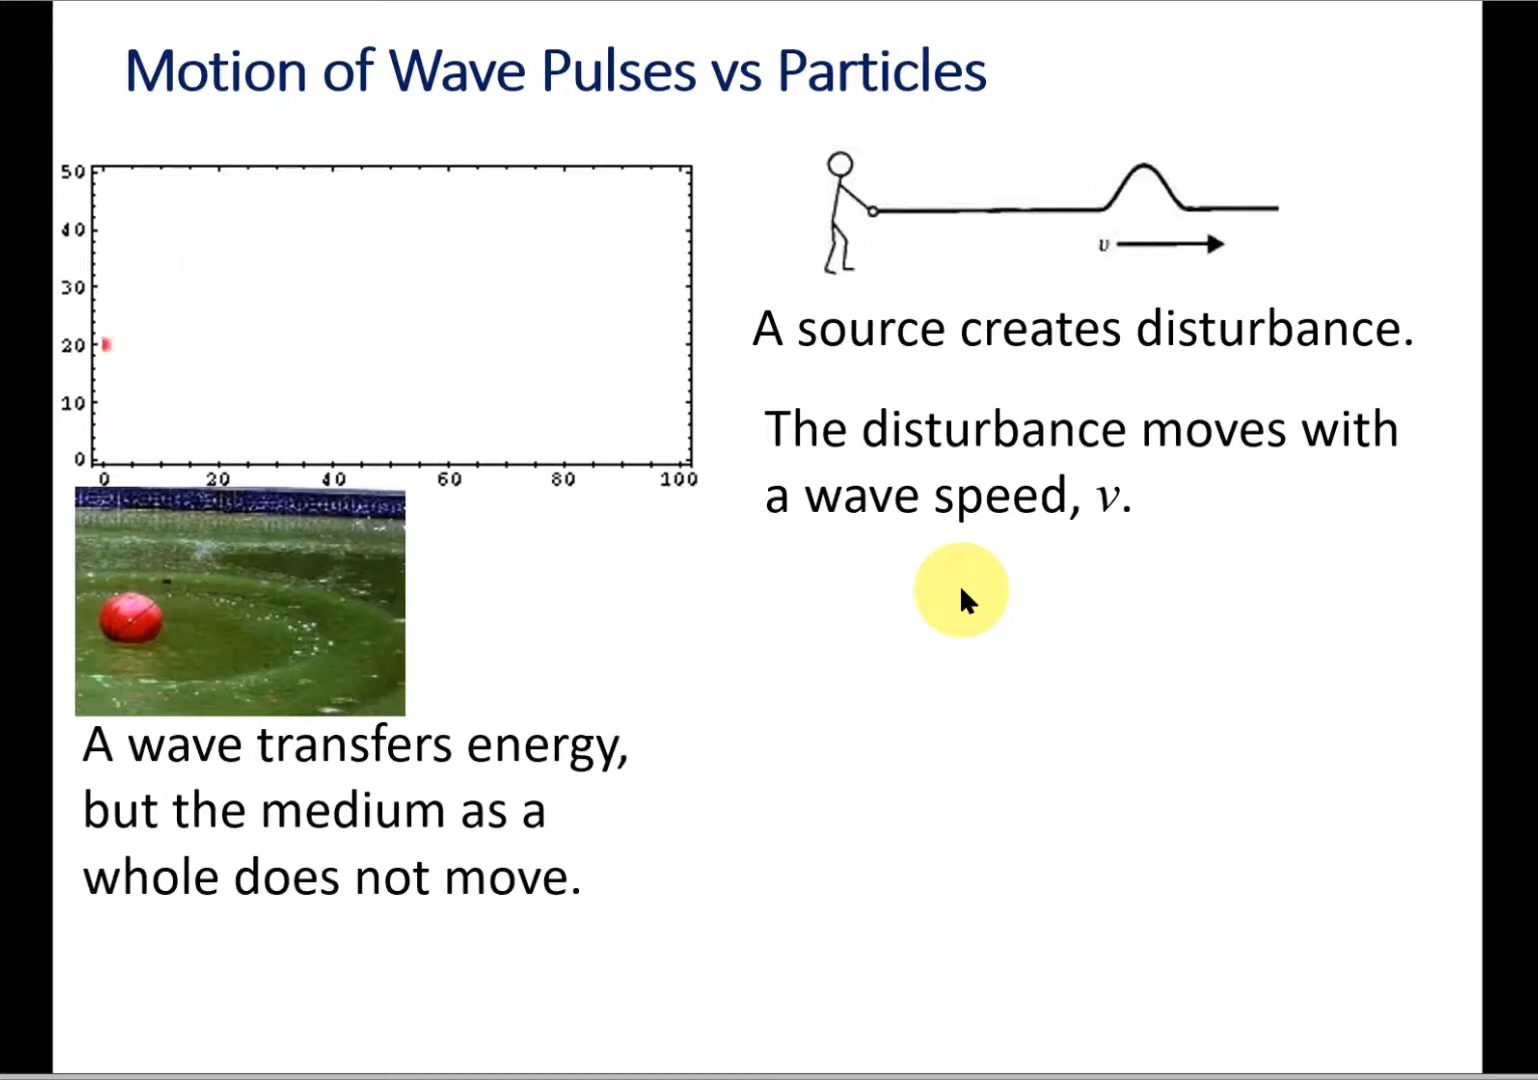 Motion of Wave Pulses vs Particles
50
40
30
20
10
0
0 20 40 60 80 100
v
A source creates disturbance.
The disturbance moves with
a wave speed, v.
A wave transfers energy,
but the medium as a
whole does not move.